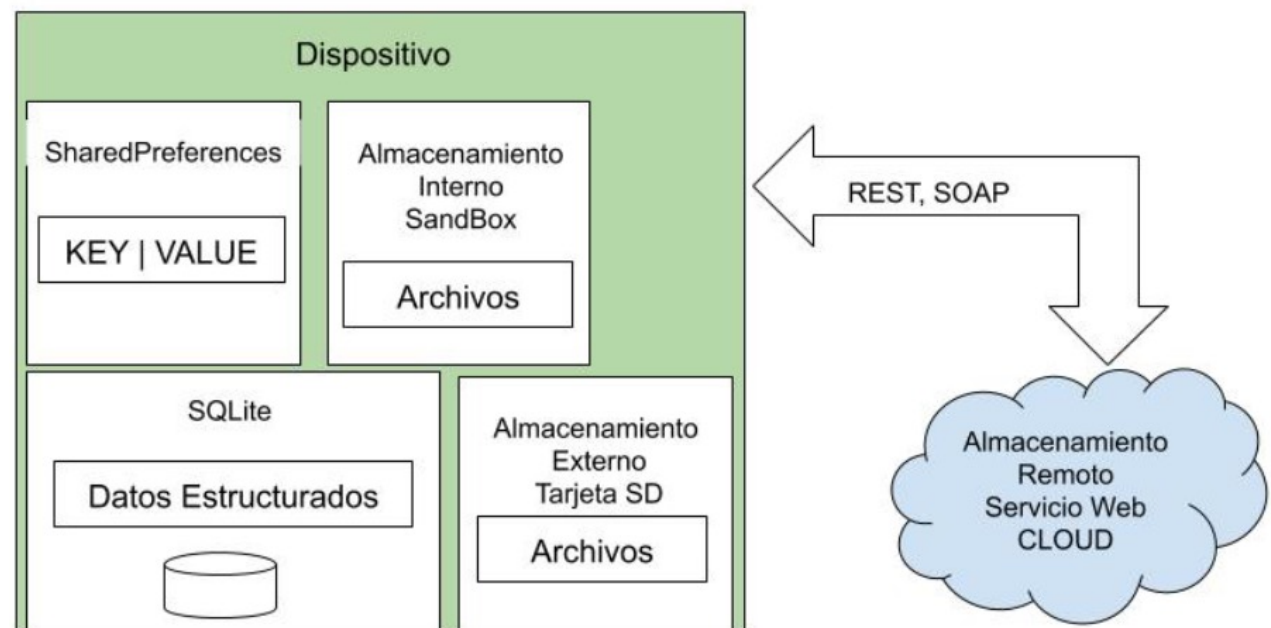 Dispositivo
SharedPreferences
KEY | VALUE
Almacenamiento
Interno
SandBox
Archivos
SQLite
Datos Estructurados
Almacenamiento
Externo
Tarjeta SD
Archivos
REST, SOAP
Almacenamiento
Remoto
Servicio Web
CLOUD